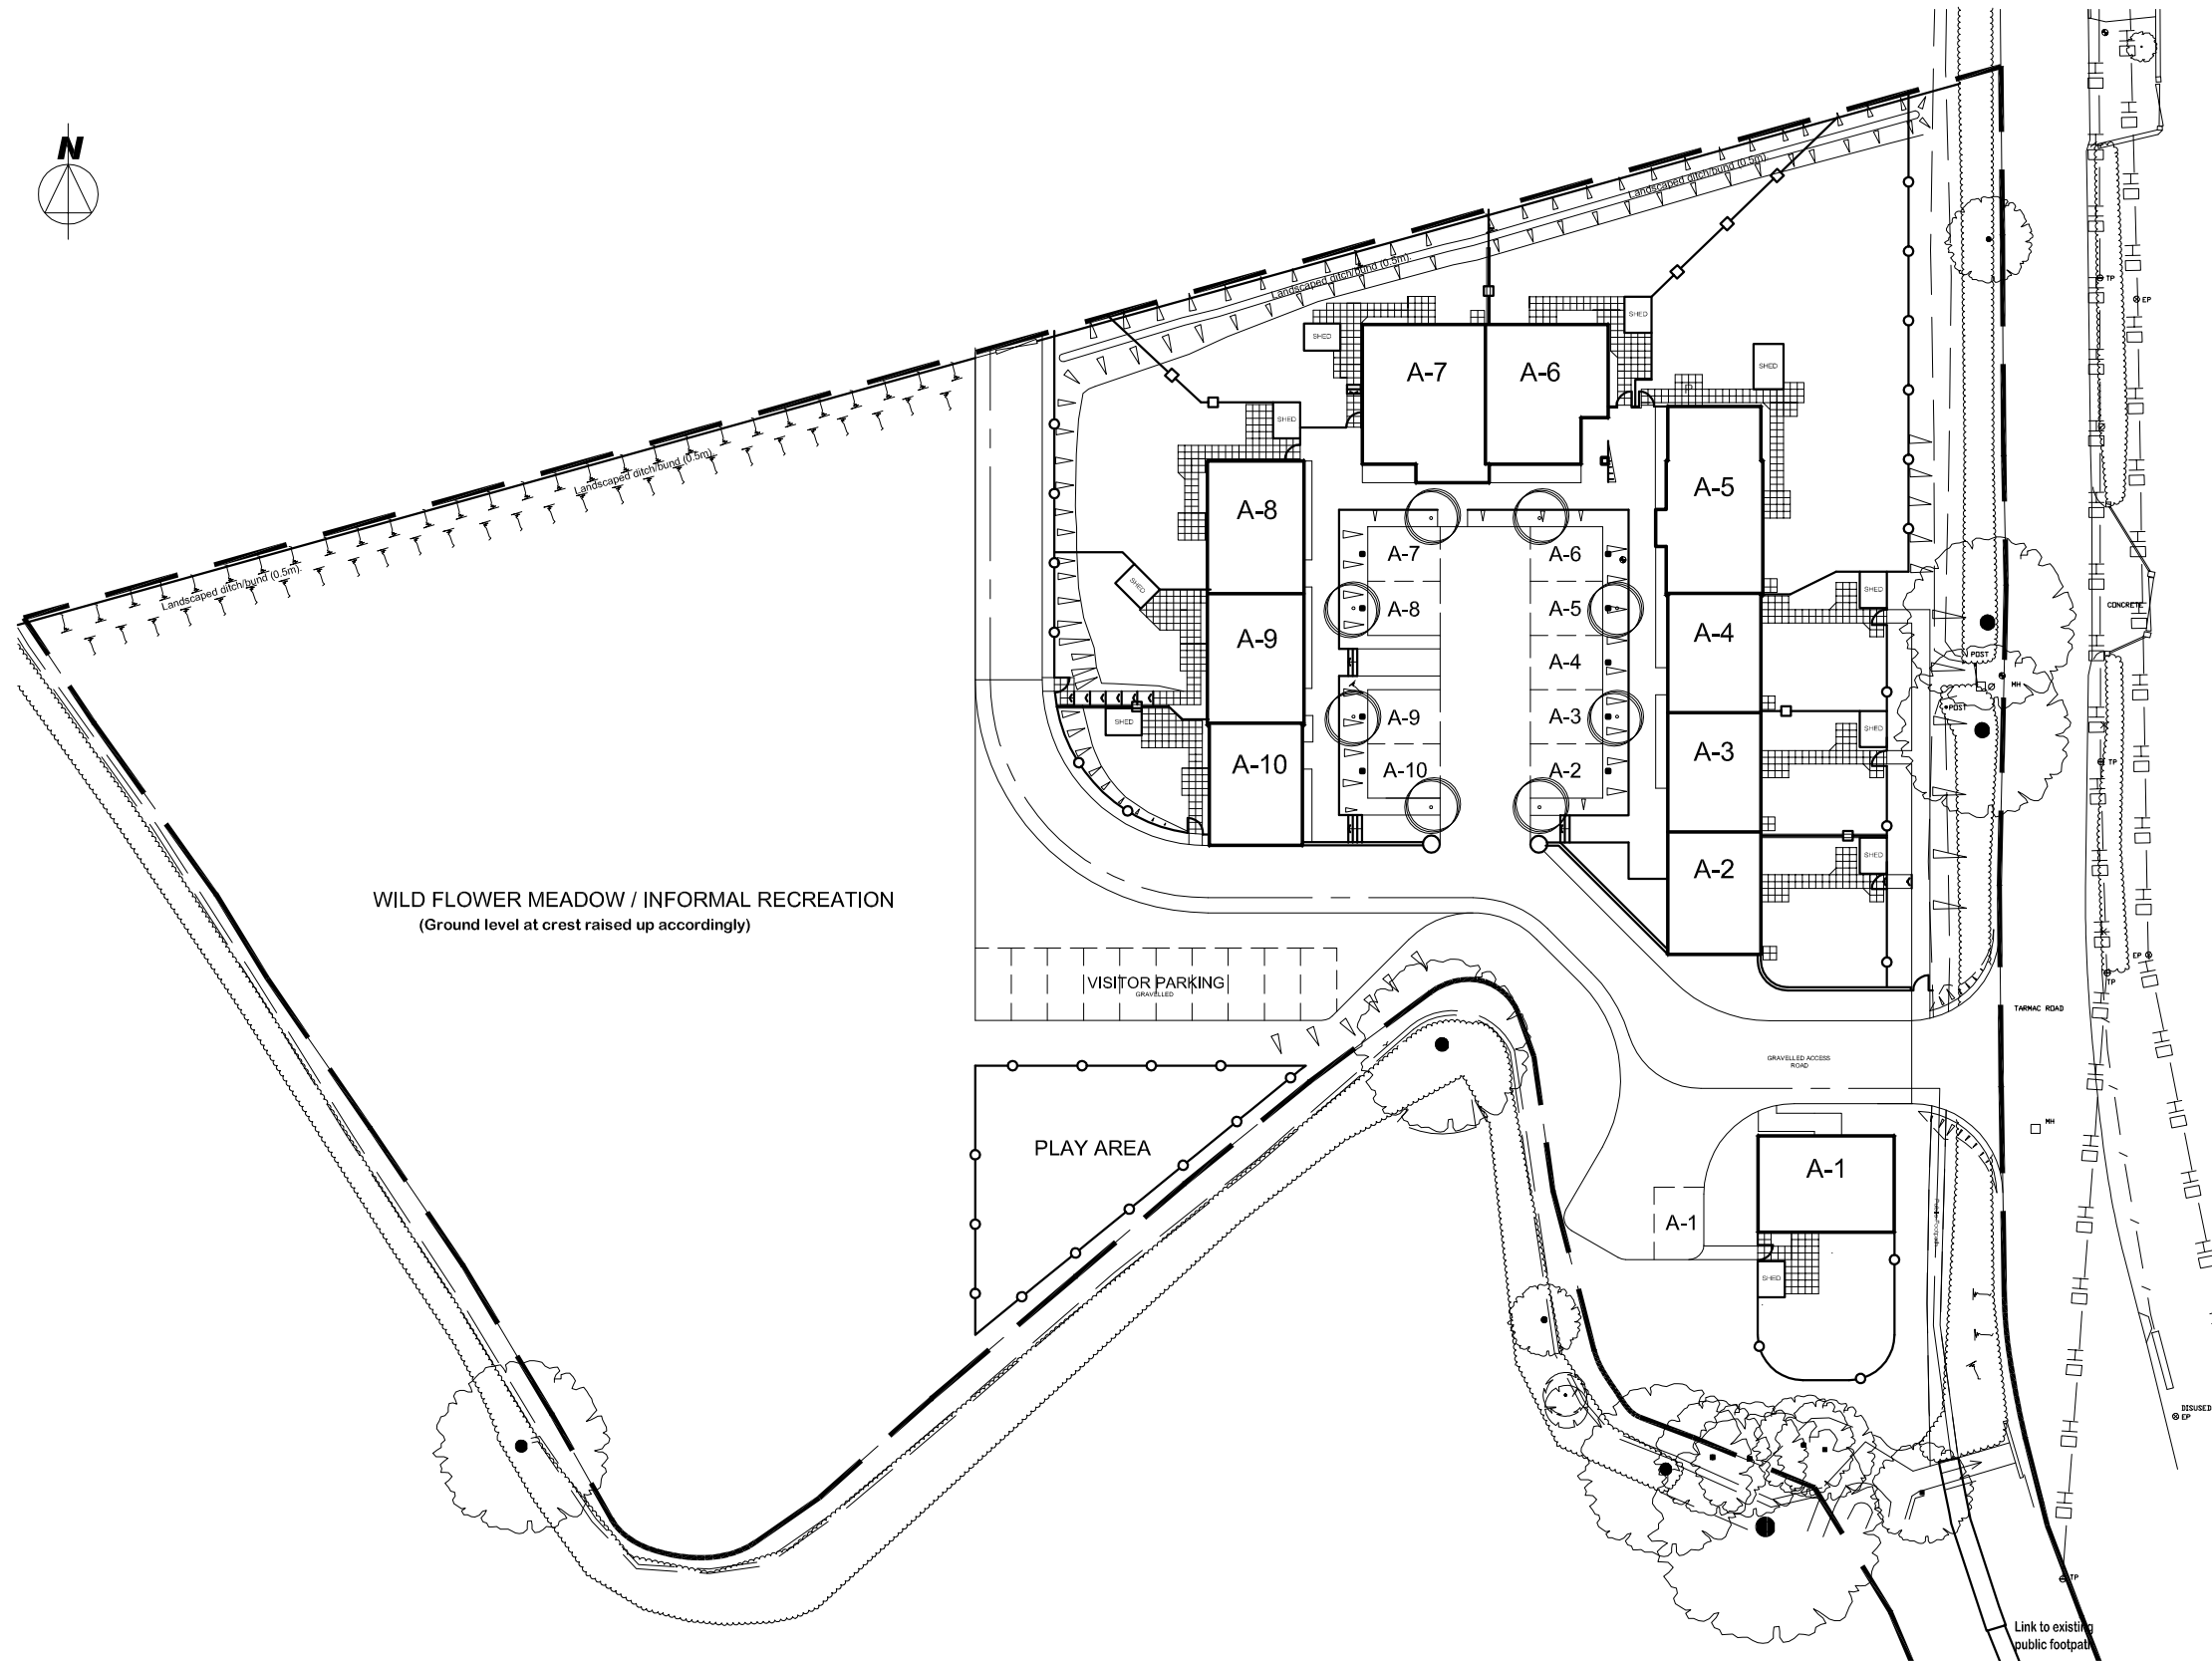 N
Landscaped ditch/bund (0.5m).
Landscaped ditch/bund (0.5m).
Landscaped ditch/bund (0.5m).
Landscaped ditch/bund (0.5m).
TP
EP
SHED
SHED
SHED
A-7
A-6
SHED
A-5
A-8
A-7
A-6
SHED
SHED
CONCRETE
A-8
A-5
A-9
A-4
A-4
POST
MH
POST
SHED
A-9
A-3
SHED
A-3
A-10
A-10
A-2
TP
SHED
A-2
WILD FLOWER MEADOW / INFORMAL RECREATION
(Ground level at crest raised up accordingly)
EP
VISITOR PARKING
GRAVELLED
TP
TARMAC ROAD
GRAVELLED ACCESS
ROAD
MH
PLAY AREA
A-1
A-1
SHED
DISUSED
EP
TP
Link to existing
public footpath